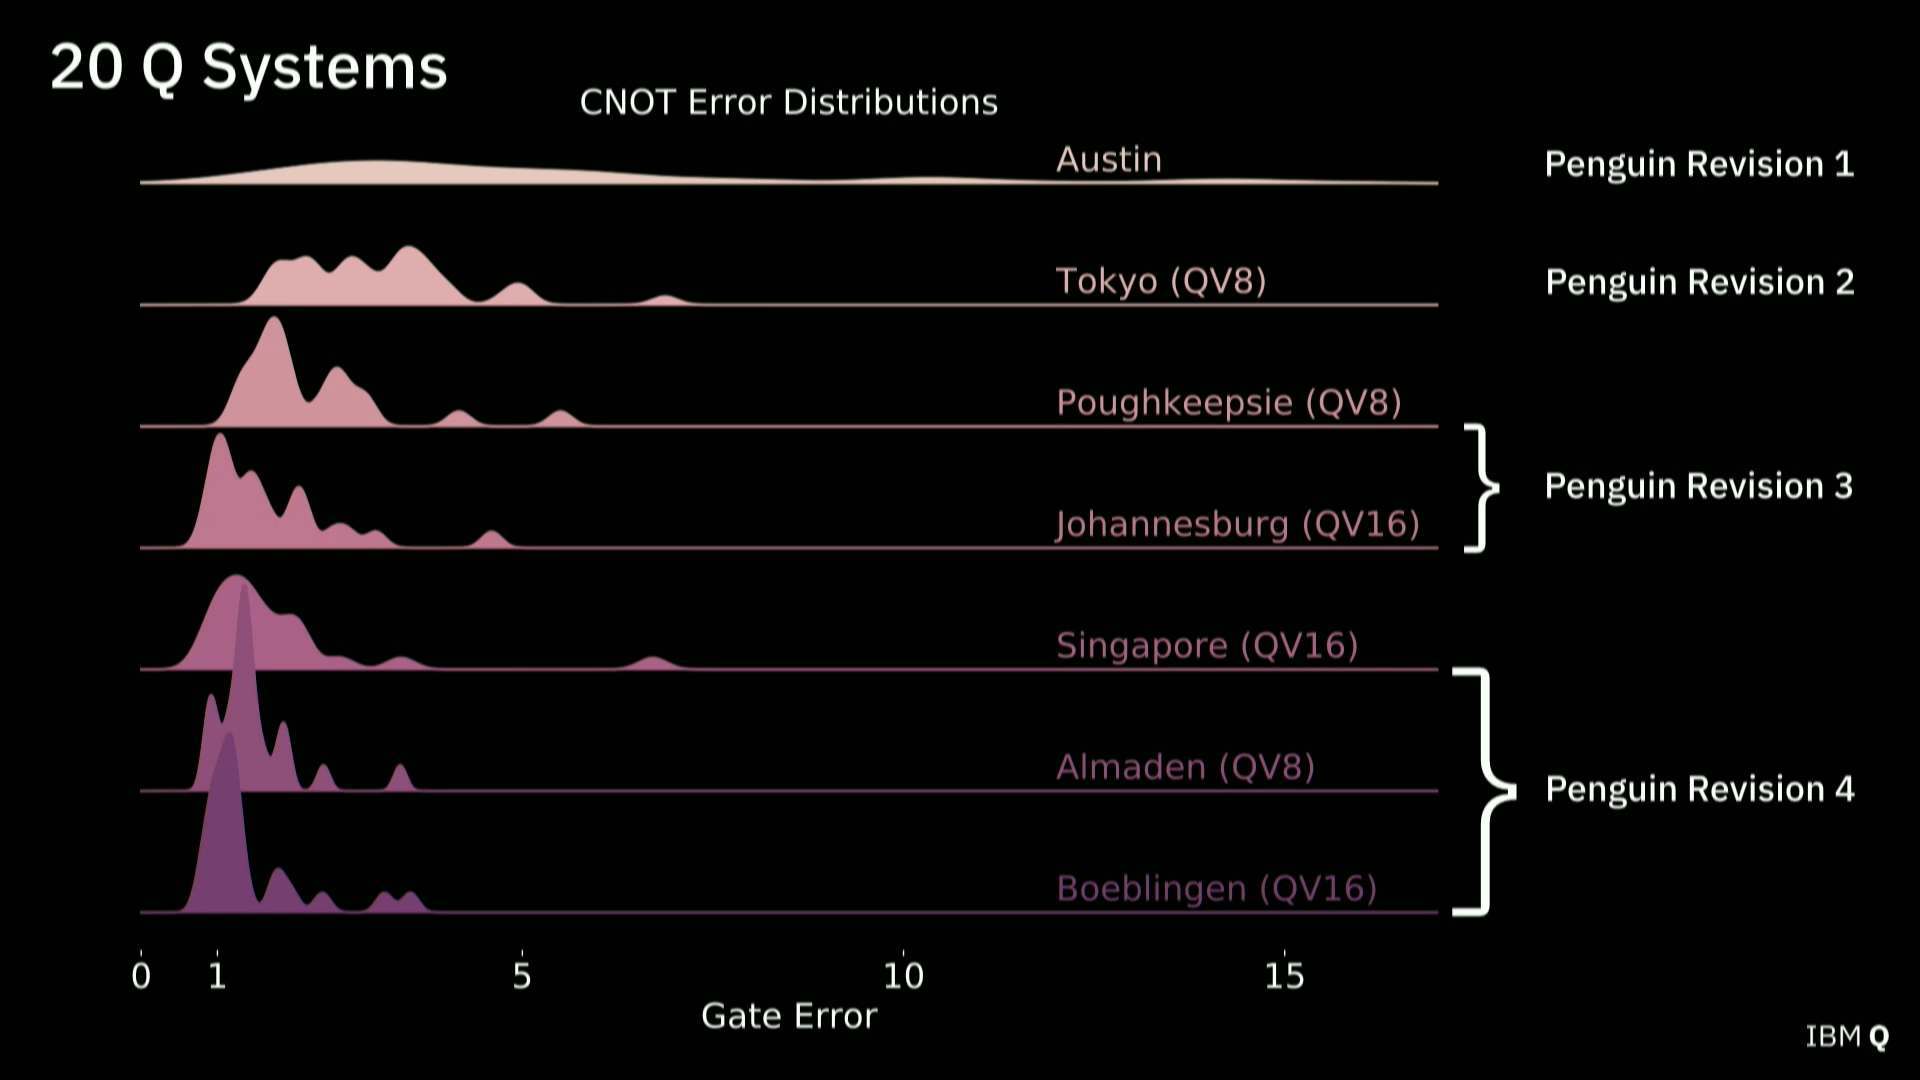 20 Q Systems
CNOT Error Distributions
Austin
Penguin Revision 1
Tokyo (QV8)
Penguin Revision 2
Poughkeepsie (QV8)
Penguin Revision 3
Johannesburg (QV16)
Singapore (QV16)
Almaden (QV8)
Penguin Revision 4
Boeblingen (QV16)
0 1 5 10 15
Gate Error
IBM Q